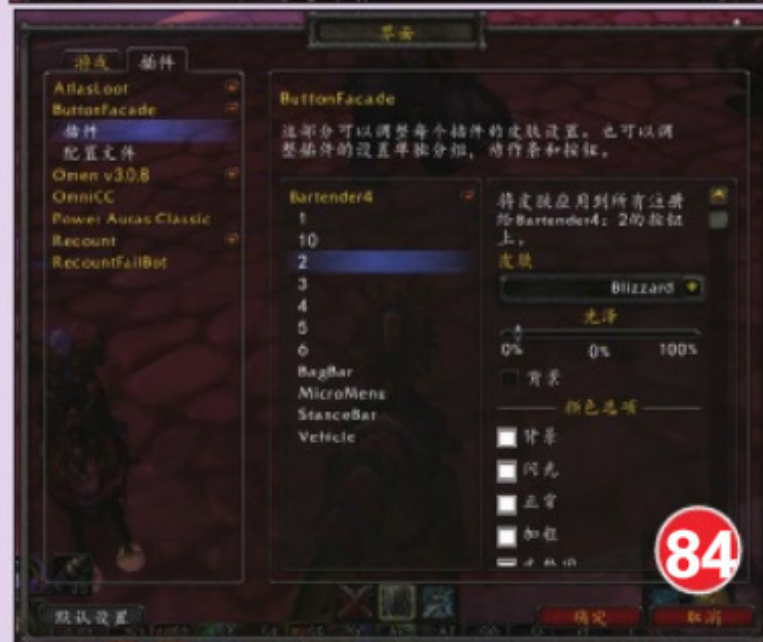 界面
游戏 插件
AtlasLoot
ButtonFacade
插件
配置文件
Omen v3.0.8
OmniCC
Power Auras Classic
Recount
RecountFailBot
ButtonFacade
这部分可以调整每个插件的皮肤设置。也可以调
整插件的设置单独分组，动作条和按钮。
Bartender4
1
10
2
3
4
5
6
BagBar
MicroMenu
StanceBar
Vehicle
将皮肤应用到所有注册
给Bartender4：2的按钮
上。
皮肤
Blizzard
光泽
0% 0% 100%
背景
颜色选项
背景
闪光
正常
加粗
84
默认设置 确定 取消